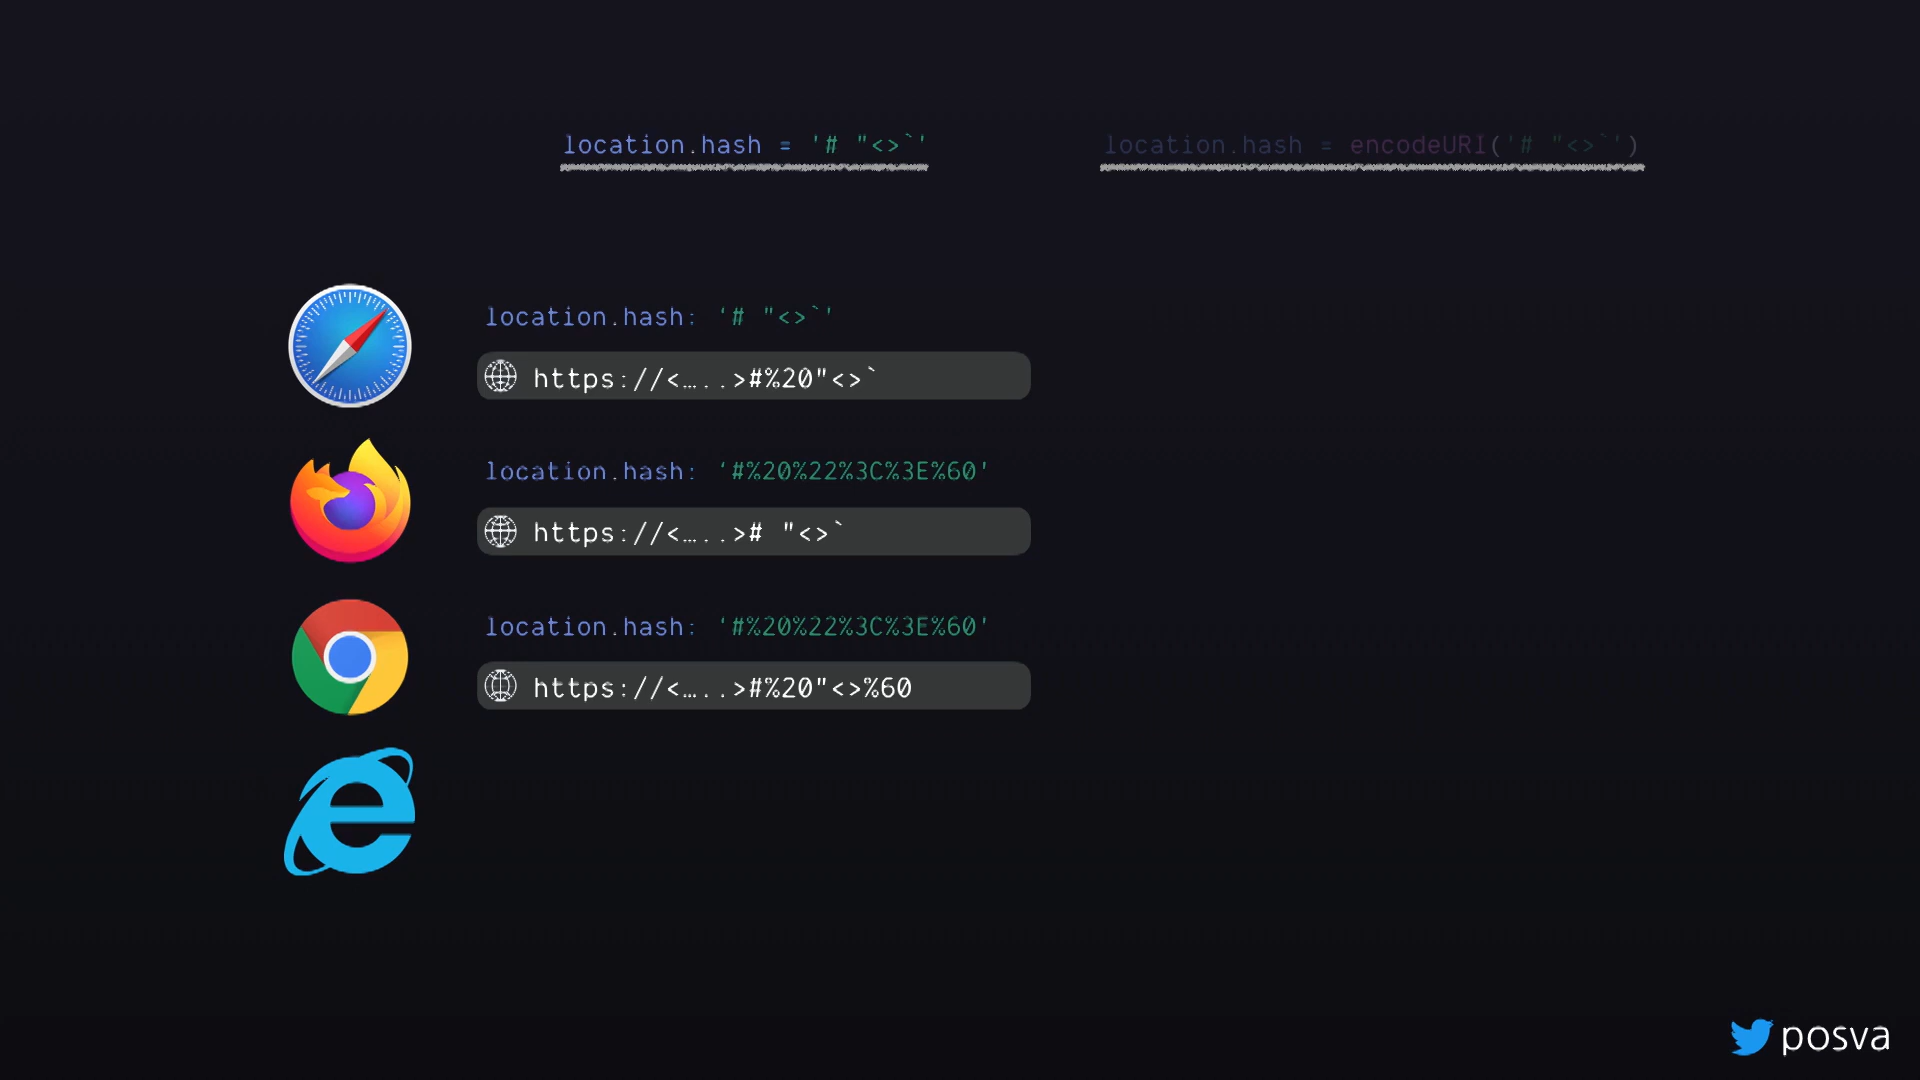 location.hash = '# "<>`'
location.hash = encodeURI('# "<>`')
location.hash: '# "<>`'
https://<…..>#%20"<>`
location.hash: '#%20%22%3C%3E%60'
https://<…..># "<>`
location.hash: '#%20%22%3C%3E%60'
https://<…..>#%20"<>%60
posva